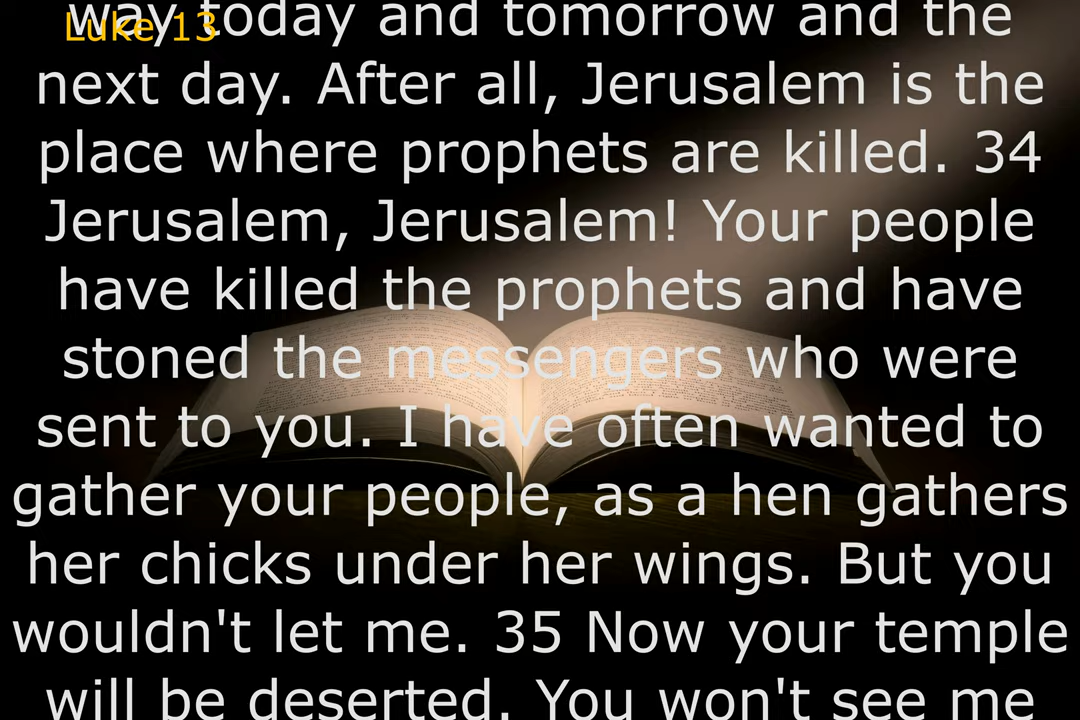 Luke 13
way today and tomorrow and the
next day. After all, Jerusalem is the
place where prophets are killed. 34
Jerusalem, Jerusalem! Your people
have killed the prophets and have
stoned the messengers who were
sent to you. I have often wanted to
gather your people, as a hen gathers
her chicks under her wings. But you
wouldn't let me. 35 Now your temple
will be deserted. You won't see me